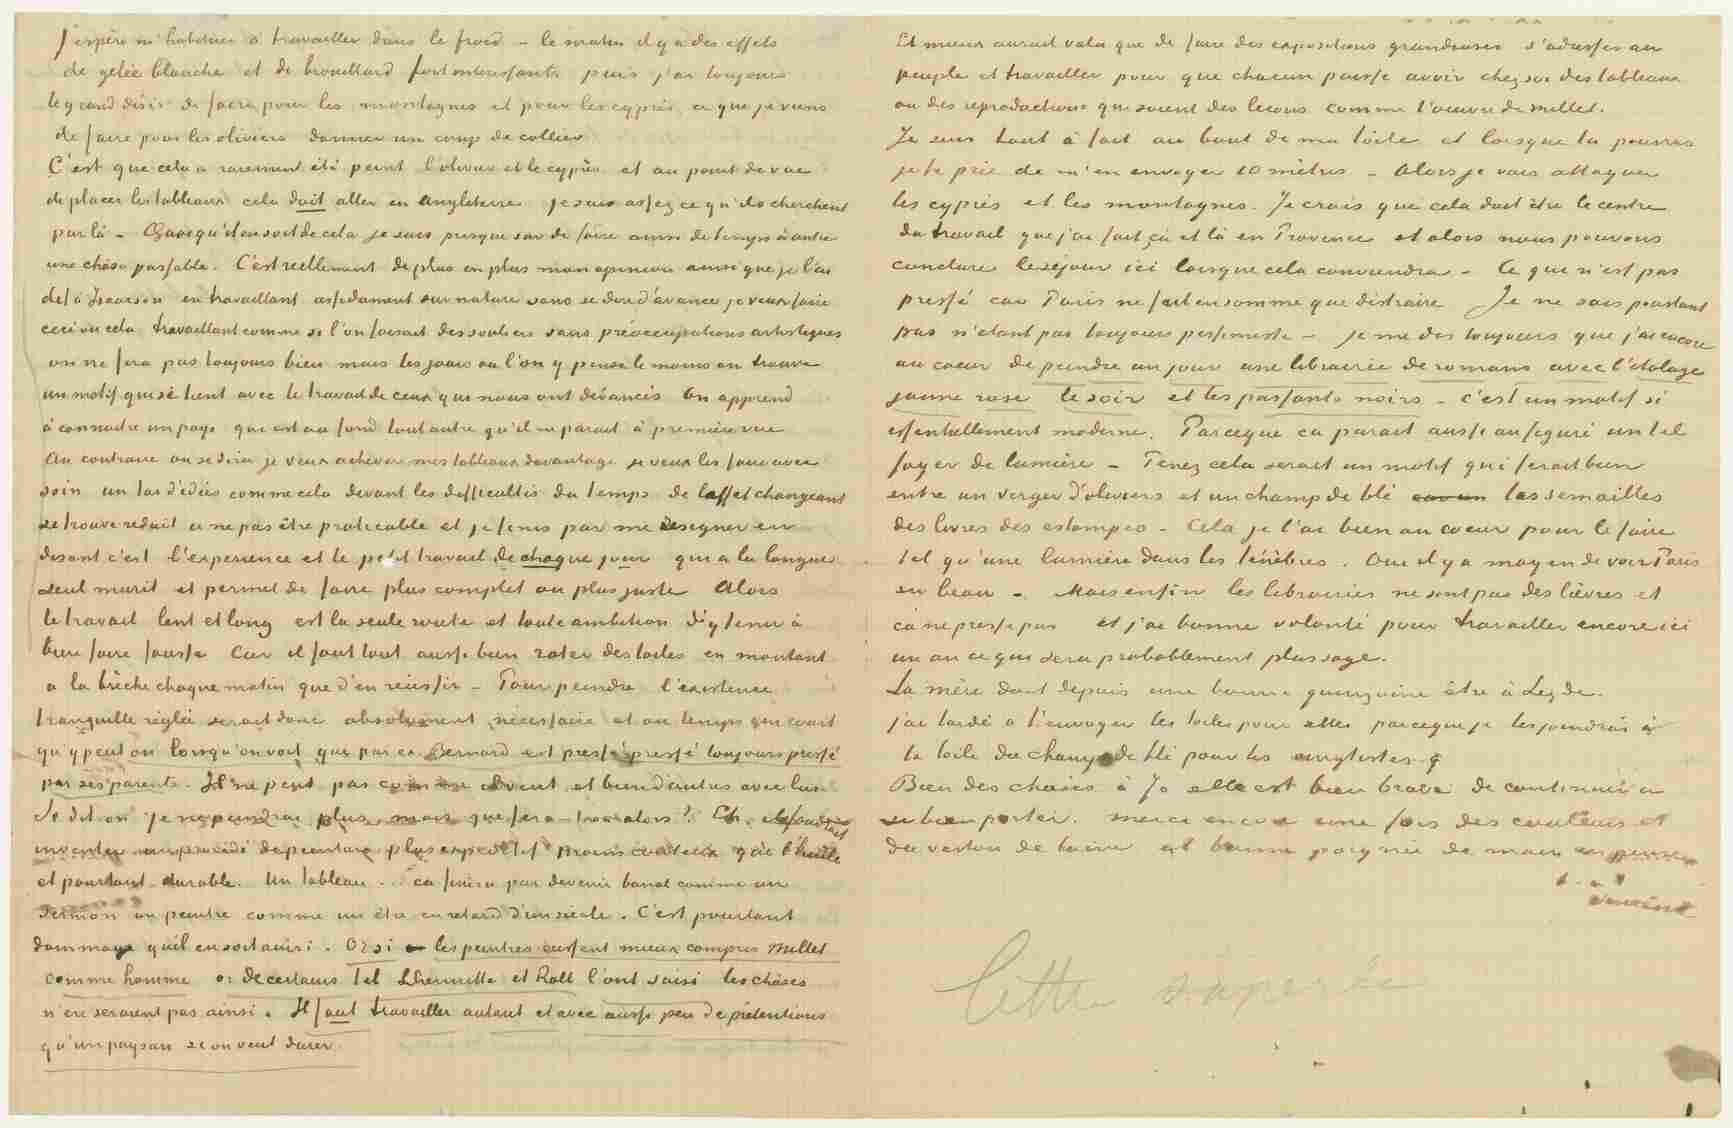 J'espère m'habituer à travailler dans le froid – le matin il y a des effets
de gelée blanche et de brouillard fort intéressants puis j'ai toujours
le grand désir de faire pour les montagnes et pour les cyprès ce que je viens
de faire pour les oliviers donner un coup de collier
C'est que cela a rarement été peint l'olivier et le cyprès et au point de vue
de placer les tableaux cela doit aller en Angleterre je sais assez ce qu'ils cherchent
par là – Quoiqu'il en soit de cela je suis presque sûr de faire ainsi de temps à autre
une chose passable. C'est reellement de plus en plus mon opinion ainsi que je l'ai
dit à Isaacson en travaillant assidument sur nature sans se dire d'avance je veux faire
ceci ou cela travaillant comme si l'on faisait des souliers sans préoccupations artistiques
on ne fera pas toujours bien mais les jours où l'on y pense le moins on trouve
un motif qui se tient avec le travail de ceux qui nous ont devancés On apprend
à connaitre un pays qui est au fond tout autre qu'il ne parait à première vue
Au contraire on se dira je veux achever mes tableaux davantage je veux les faire avec
soin un tas d'idées comme cela devant les difficultés du temps de l'effet changeant
se trouve réduit à ne pas être praticable et je finis par me resigner en
disant c'est l'experience et le petit travail de chaque jour qui a la longue
seul murit et permet de faire plus complet ou plus juste Alors
le travail lent et long est la seule route et toute ambition d'y tenir à
bien faire fausse Car il faut tout aussi bien rater des toiles en montant
a la brêche chaque matin que d'en réussir – Pour peindre l'existence
tranquille réglée serait donc absolument nécessaire et au temps qui court
qu'y peut on lorsqu'on voit que par ex. Bernard est pressé pressé toujours pressé
par ses parents. Il ne peut pas comme il veut et bien d'autres avec lui
Se dit on je ne peindrai plus mais que fera-t-on alors? Eh il faudrait
inventer un procédé de peinture plus expeditif moins couteux que l'huile
et pourtant durable. Un tableau .. ca finira par devenir banal comme un
sermon un peintre comme un être en retard d'un siècle. C'est pourtant
dommage qu'il en soit ainsi. Or si les peintres eussent mieux compris Millet
comme homme or de certains tel Lhermitte et Roll l'ont saisi les choses
n'en seraient pas ainsi. Il faut travailler autant et avec aussi peu de prétentions
qu'un paysan si on veut durer.
Et mieux aurait valu que de faire des expositions grandioses s'adresser au
peuple et travailler pour que chacun puisse avoir chez soi des tableaux
ou des reproductions qui soient des lecons comme l'oeuvre de Millet.
Je suis tout à fait au bout de ma toile et lorsque tu pourras
je te prie de m'en envoyer 10 mètres – Alors je vais attaquer
les cyprès et les montagnes. Je crois que cela doit être le centre
du travail que j'ai fait çà et là en Provence et alors nous pouvons
conclure le séjour ici lorsque cela conviendra – Ce qui n'est pas
pressé car Paris ne fait en somme que distraire Je ne sais pourtant
pas n'étant pas toujours pessimiste – je me dis toujours que j'ai encore
au coeur de peindre un jour une librairie de romans avec l'étalage
jaune rose le soir et les passants noirs – c'est un motif si
essentiellement moderne. Parceque ca parait aussi au figuré un tel
foyer de lumière – Tenez cela serait un motif qui ferait bien
entre un verger d'oliviers et un champ de blé les semailles
des livres des estampes – Cela je l'ai bien au coeur pour le faire
tel qu'une lumière dans les ténèbres. Oui il y a moyen de voir Paris
en beau – Mais enfin les librairies ne sont pas des lièvres et
ca ne presse pas et j'ai bonne volonté pour travailler encore ici
un an ce qui sera probablement plus sage.
La mère doit depuis une bonne quinzaine être à Leyde.
j'ai tardé à t'envoyer les toiles pour elles parceque je les joindrai à
la toile du champ de blé pour les vingtistes
Bien des choses à Jo elle est bien brave de continuer à
se bien porter. merci encore une fois des couleurs et
du veston de laine et bonne poignée de main en pensée
t. à t.
Vincent
lettre séparée